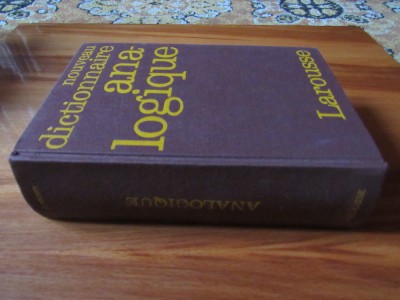 nouveau
dictionnaire
ana
logique
Larousse
ANALOGIQUE